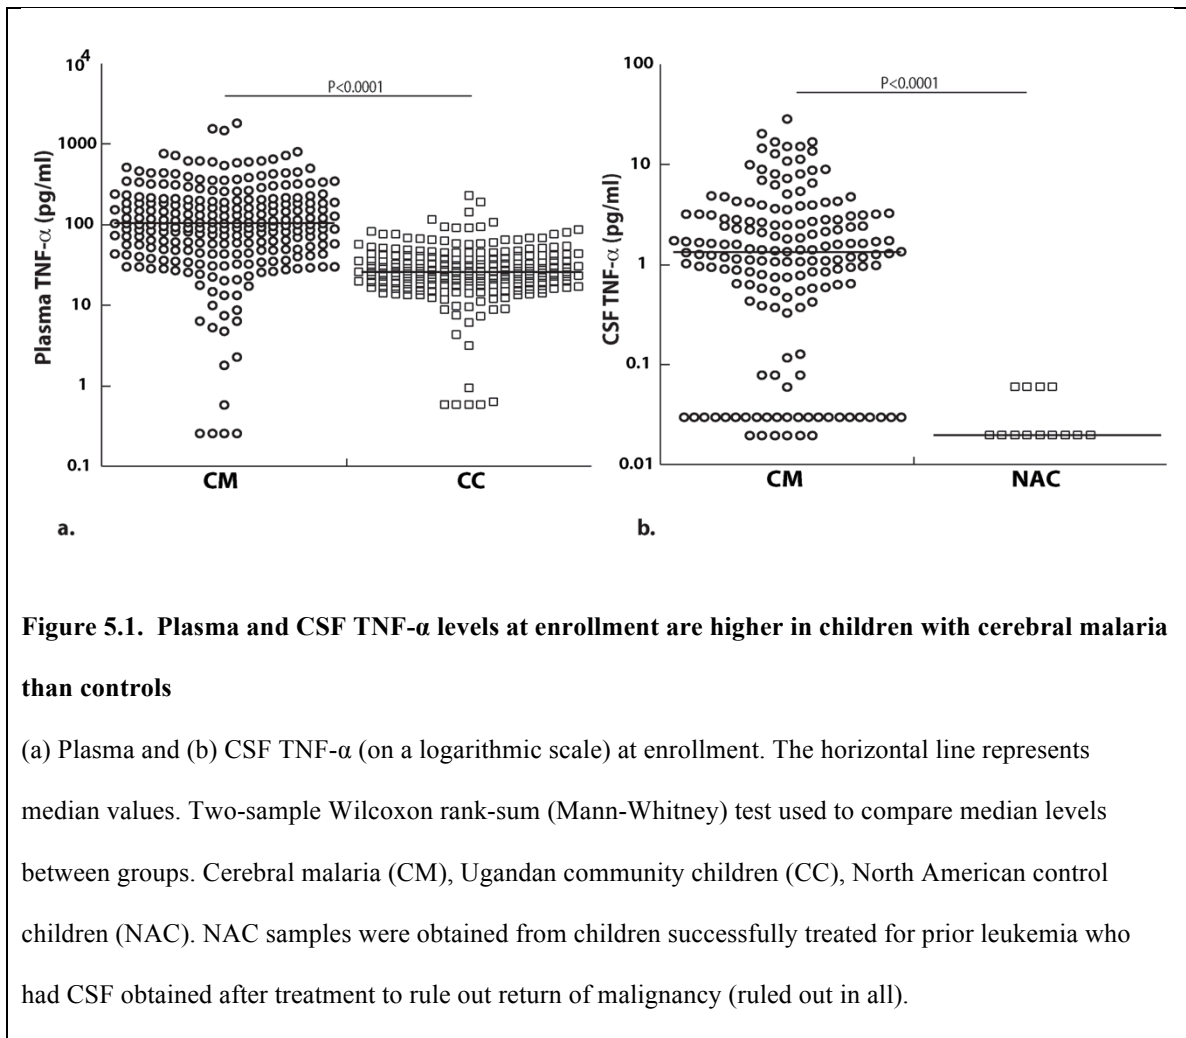 10⁴
1000
100
10
1
0.1
Plasma TNF-α (pg/ml)
P<0.0001
CM
CC
a.
100
10
1
0.1
0.01
CSF TNF-α (pg/ml)
P<0.0001
CM
NAC
b.
Figure 5.1. Plasma and CSF TNF-α levels at enrollment are higher in children with cerebral malaria
than controls
(a) Plasma and (b) CSF TNF-α (on a logarithmic scale) at enrollment. The horizontal line represents
median values. Two-sample Wilcoxon rank-sum (Mann-Whitney) test used to compare median levels
between groups. Cerebral malaria (CM), Ugandan community children (CC), North American control
children (NAC). NAC samples were obtained from children successfully treated for prior leukemia who
had CSF obtained after treatment to rule out return of malignancy (ruled out in all).